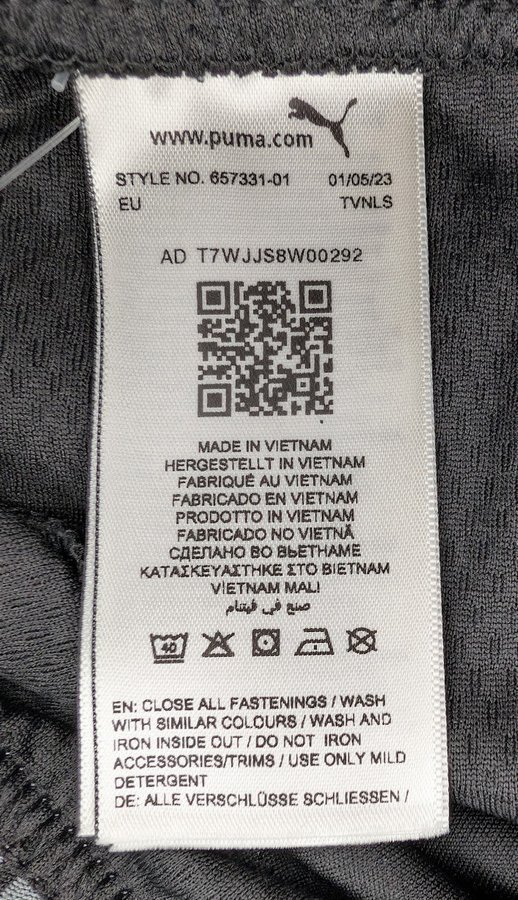 www.puma.com
STYLE NO. 657331-01 01/05/23
EU TVNLS
AD T7WJJS8W00292
MADE IN VIETNAM
HERGESTELLT IN VIETNAM
FABRIQUÉ AU VIETNAM
FABRICADO EN VIETNAM
PRODOTTO IN VIETNAM
FABRICADO NO VIETNÃ
СДЕЛАНО ВО ВЬЕТНАМЕ
ΚΑΤΑΣΚΕΥΑΣΤΗΚΕ ΣΤΟ ΒΙΕΤΝΑΜ
VİETNAM MALI
صنع في فيتنام
40
EN: CLOSE ALL FASTENINGS / WASH
WITH SIMILAR COLOURS / WASH AND
IRON INSIDE OUT / DO NOT IRON
ACCESSORIES/TRIMS / USE ONLY MILD
DETERGENT
DE: ALLE VERSCHLÜSSE SCHLIESSEN /